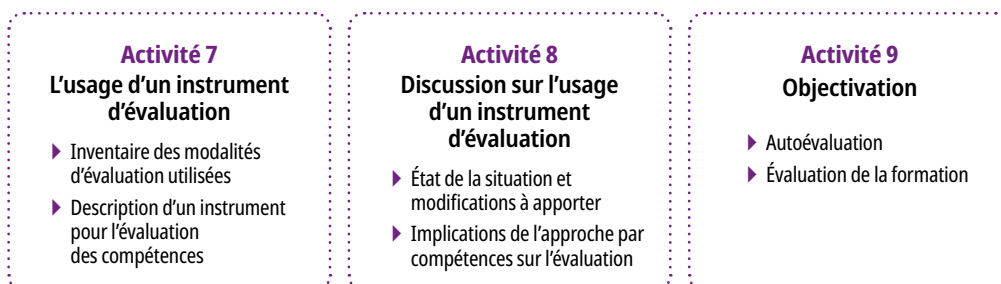 Activité 7
L’usage d’un instrument
d’évaluation
Inventaire des modalités
d’évaluation utilisées
Description d’un instrument
pour l’évaluation
des compétences
Activité 8
Discussion sur l’usage
d’un instrument
d’évaluation
État de la situation et
modifications à apporter
Implications de l’approche par
compétences sur l’évaluation
Activité 9
Objectivation
Autoévaluation
Évaluation de la formation